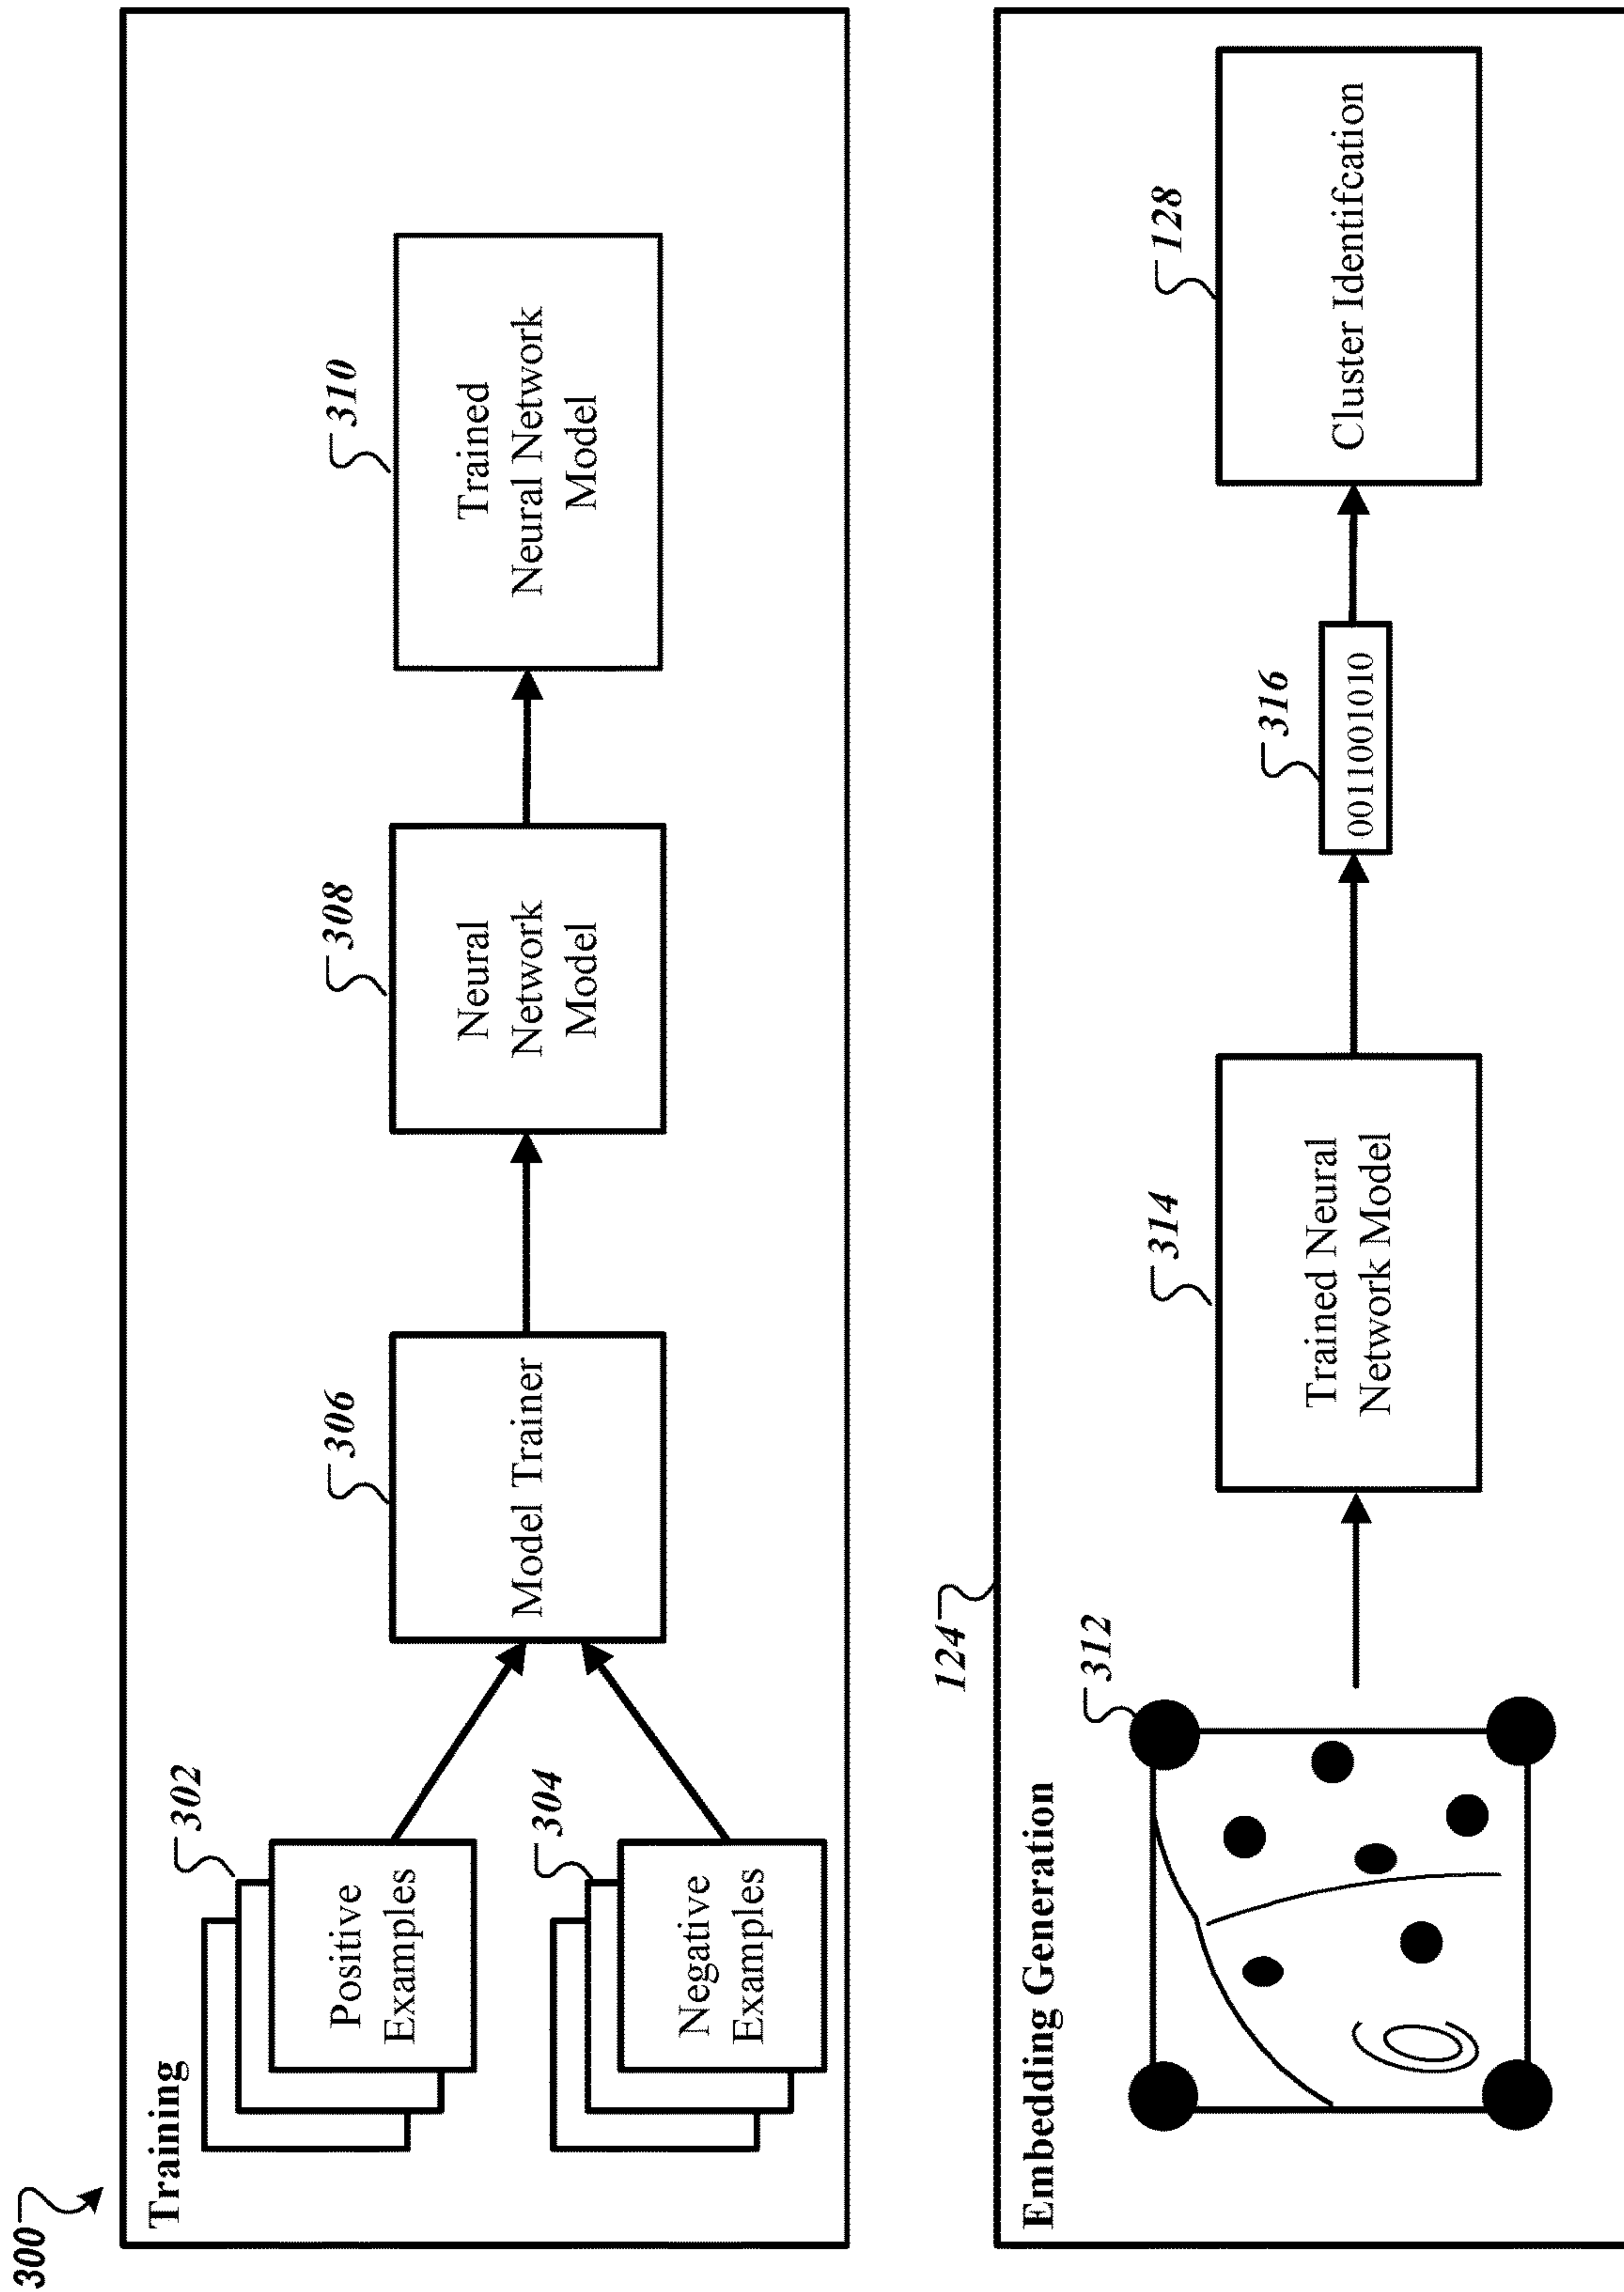 300
Training
302
Positive
Examples
304
Negative
Examples
306
Model Trainer
308
Neural
Network
Model
310
Trained
Neural Network
Model
124
Embedding Generation
312
314
Trained Neural
Network Model
316
001100001010
128
Cluster Identifcation